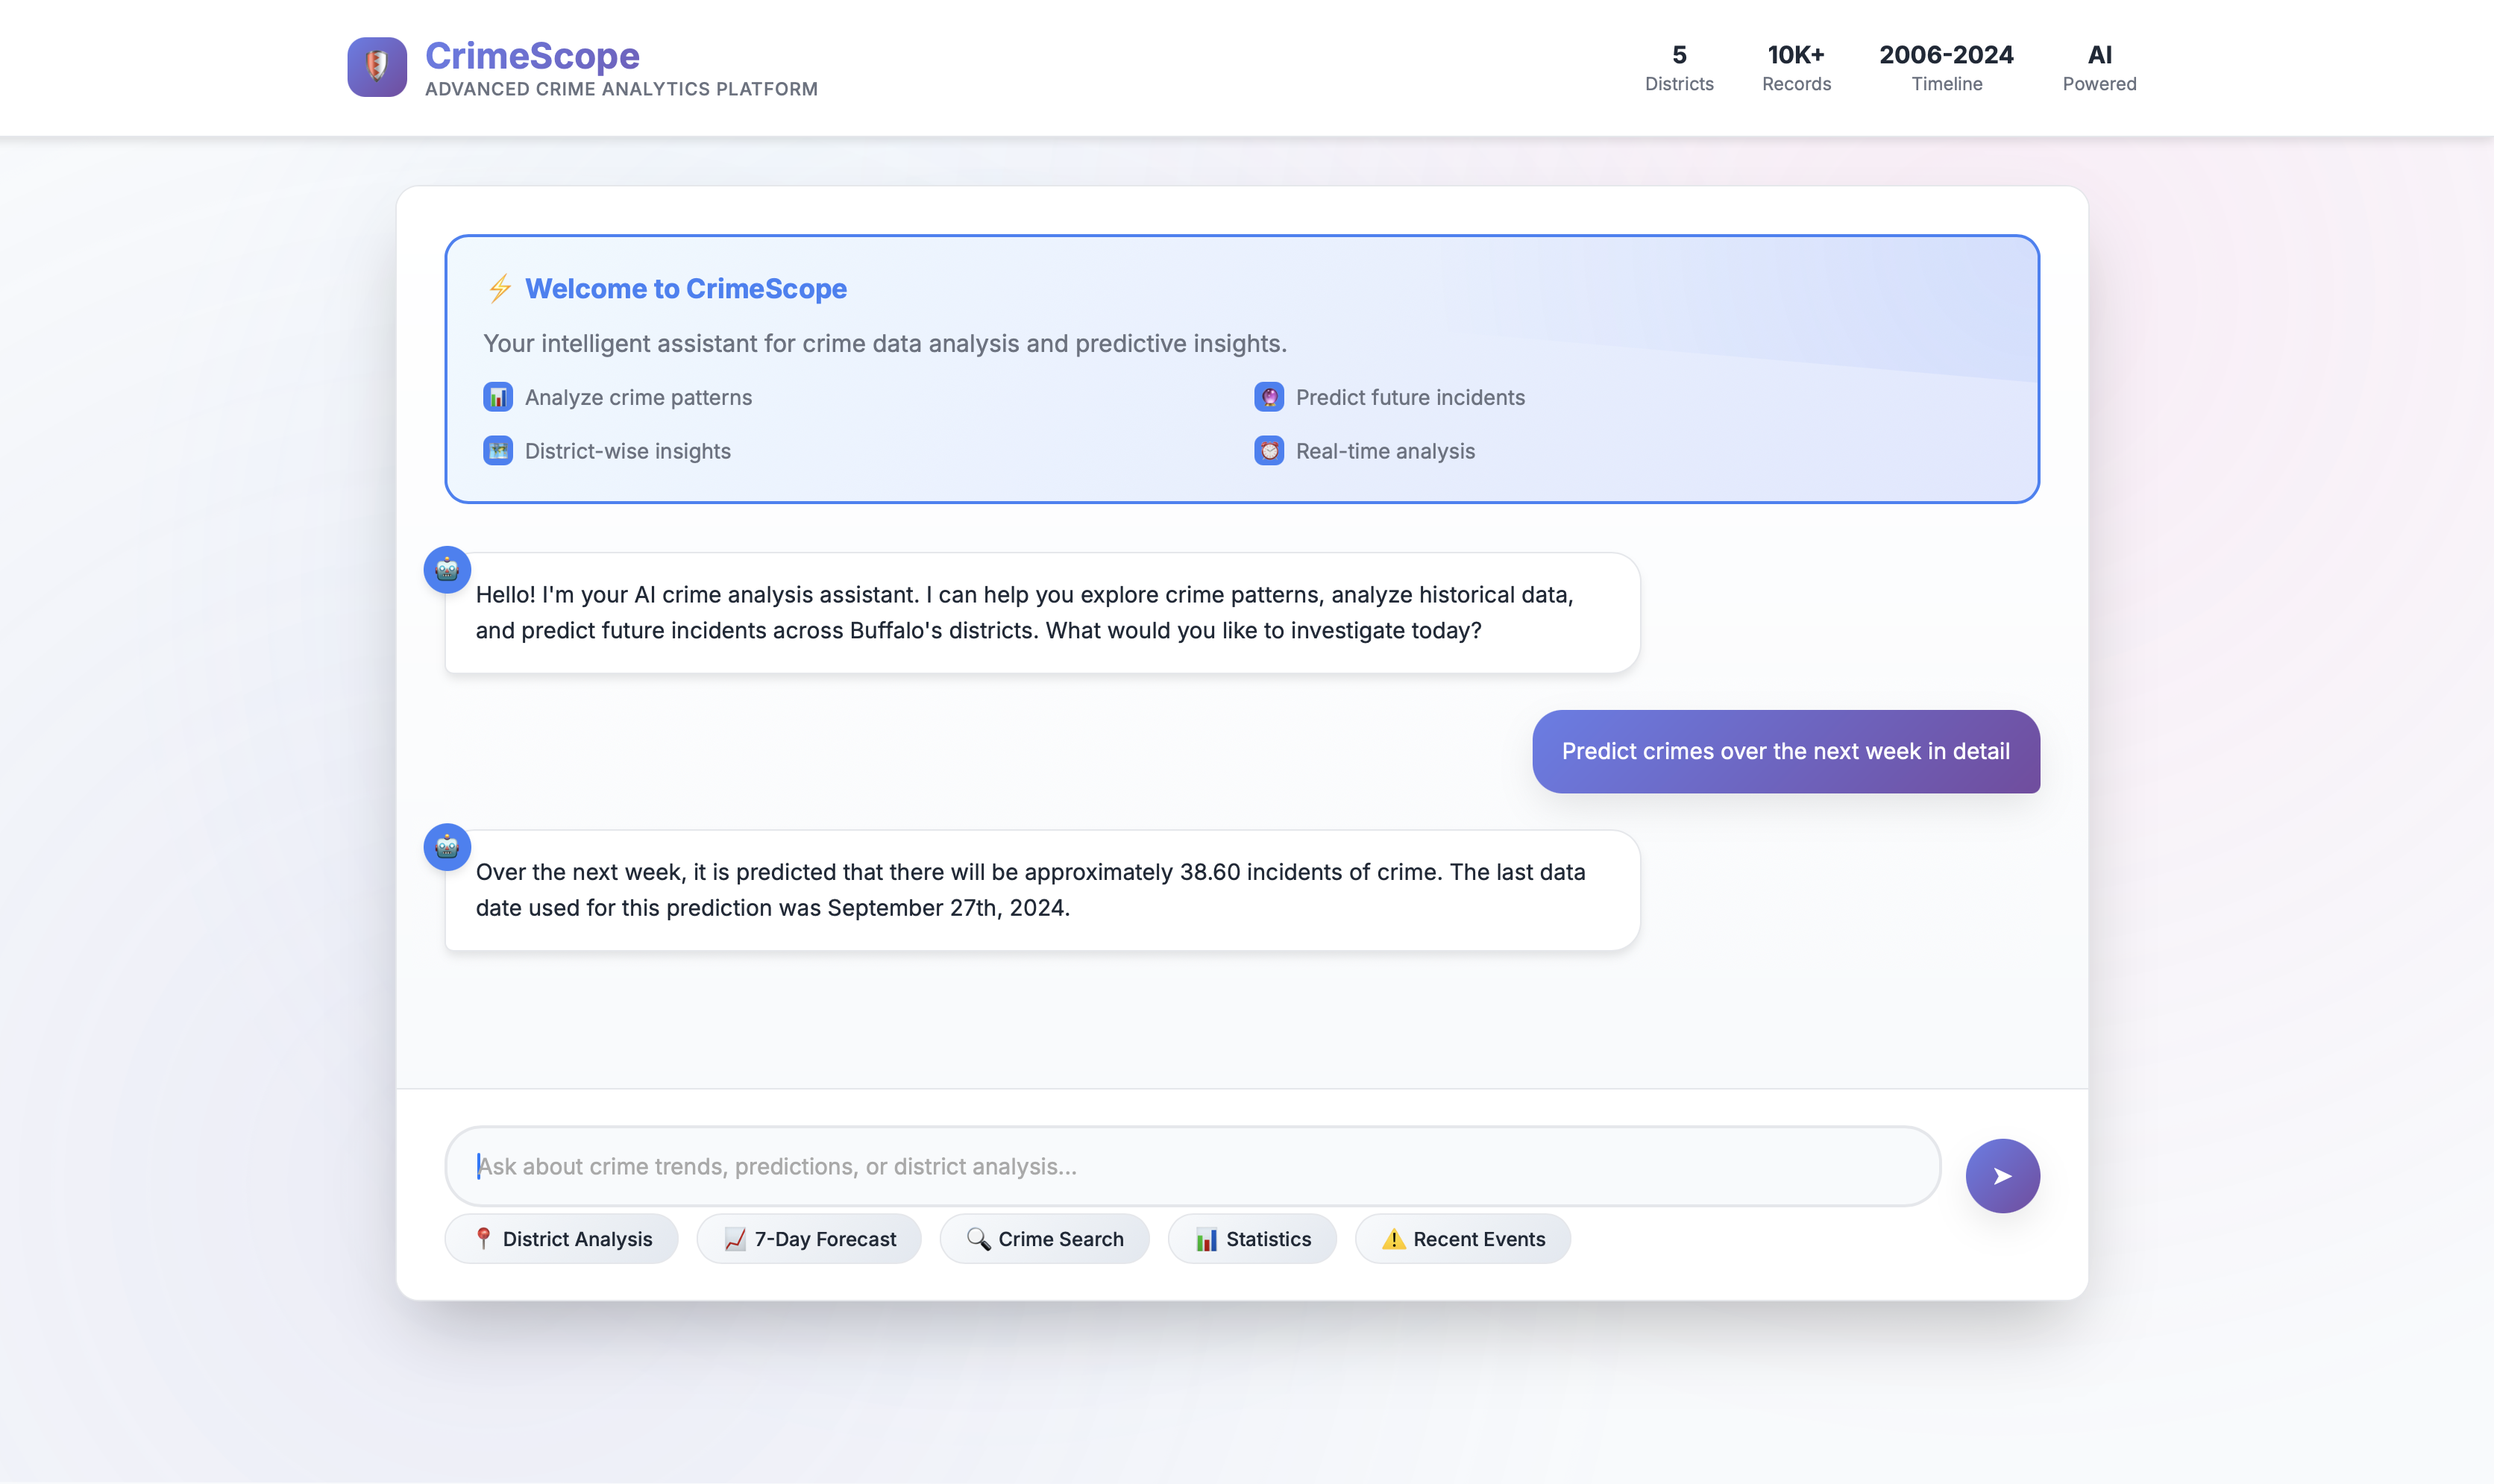 CrimeScope
ADVANCED CRIME ANALYTICS PLATFORM
5
Districts
10K+
Records
2006-2024
Timeline
AI
Powered
Welcome to CrimeScope
Your intelligent assistant for crime data analysis and predictive insights.
Analyze crime patterns
Predict future incidents
District-wise insights
Real-time analysis
Hello! I'm your AI crime analysis assistant. I can help you explore crime patterns, analyze historical data,
and predict future incidents across Buffalo's districts. What would you like to investigate today?
Predict crimes over the next week in detail
Over the next week, it is predicted that there will be approximately 38.60 incidents of crime. The last data
date used for this prediction was September 27th, 2024.
Ask about crime trends, predictions, or district analysis...
District Analysis
7-Day Forecast
Crime Search
Statistics
Recent Events